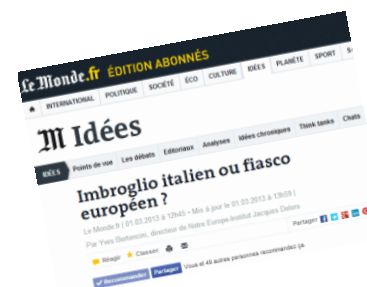 Le Monde.fr ÉDITION ABONNÉS
INTERNATIONAL POLITIQUE SOCIÉTÉ ÉCO CULTURE IDÉES PLANÈTE SPORT
M Idées
IDÉES Points de vue Les débats Editoriaux Analyses Idées chroniques Think tanks Chats
Imbroglio italien ou fiasco
européen ?
Le Monde.fr | 01.03.2013 à 12h45 • Mis à jour le 01.03.2013 à 13h59 |
Par Yves Bertoncini, directeur de Notre Europe-Institut Jacques Delors
Réagir Classer Partager
Recommander Partager Vous et 49 autres personnes recommandez ça.